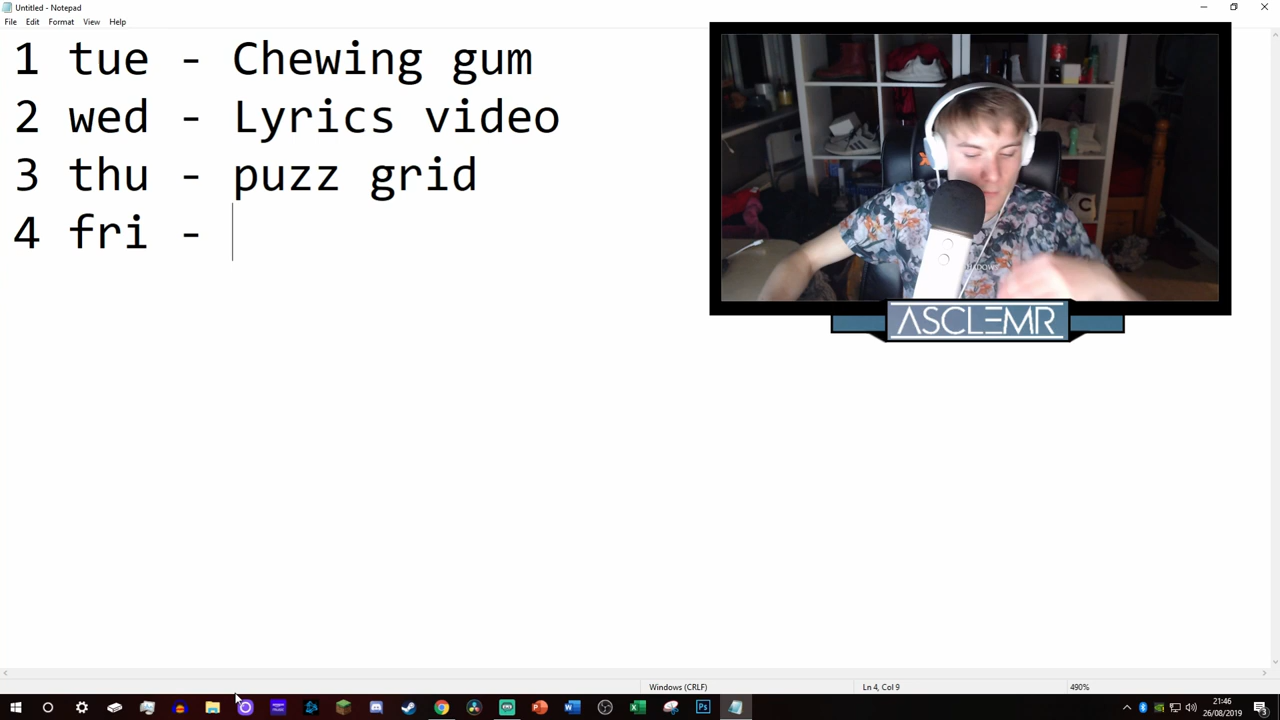 Untitled - Notepad
File Edit Format View Help
1 tue - Chewing gum
2 wed - Lyrics video
3 thu - puzz grid
4 fri -
ASCLEMR
Windows (CRLF) Ln 4, Col 9 490%
21:46
26/08/2019